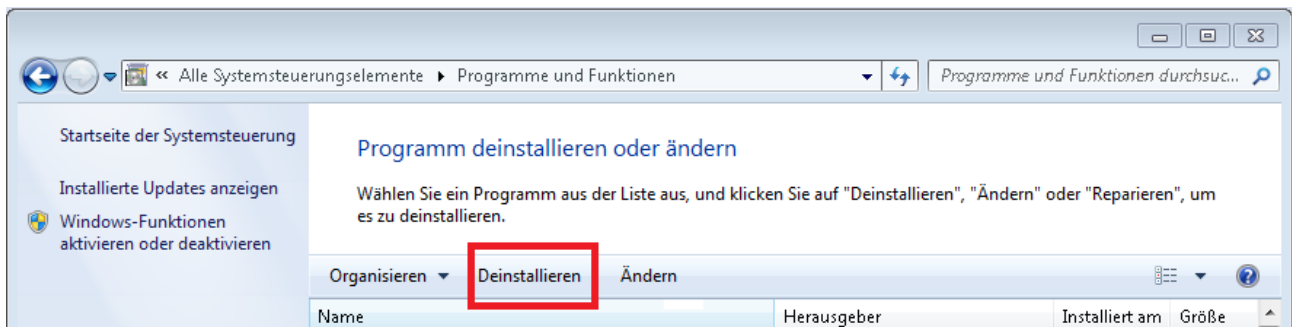 « Alle Systemsteuerungselemente ▸ Programme und Funktionen
Programme und Funktionen durchsuc...
Startseite der Systemsteuerung
Installierte Updates anzeigen
Windows-Funktionen
aktivieren oder deaktivieren
Programm deinstallieren oder ändern
Wählen Sie ein Programm aus der Liste aus, und klicken Sie auf "Deinstallieren", "Ändern" oder "Reparieren", um
es zu deinstallieren.
Organisieren Deinstallieren Ändern
Name Herausgeber Installiert am Größe